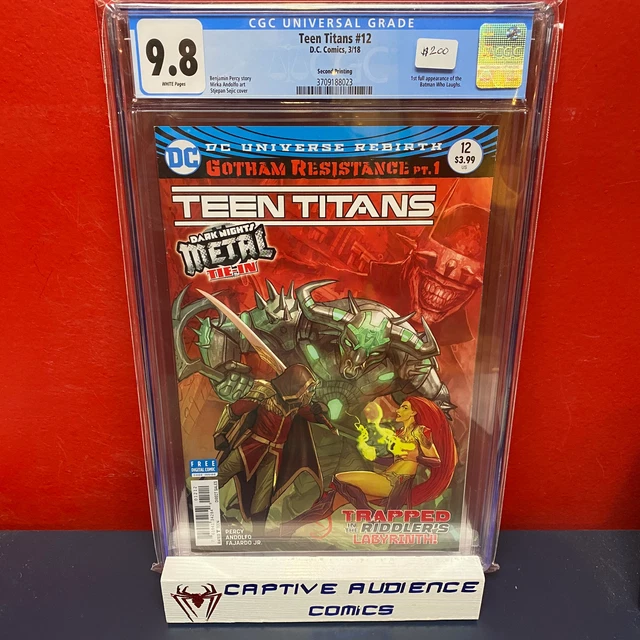 CGC UNIVERSAL GRADE
9.8
WHITE Pages
Teen Titans #12
D.C. Comics, 3/18
$200
Second Printing
3709188023
Benjamin Percy story
Mirka Andolfo art
Stjepan Sejic cover
1st full appearance of the
Batman Who Laughs.
DC
DC UNIVERSE REBIRTH
GOTHAM RESISTANCE PT. 1
12
$3.99
US
TEEN TITANS
DARK NIGHTS
METAL
TIE-IN
FREE
DIGITAL COMIC
PERCY
ANDOLFO
FAJARDO JR.
TRAPPED
IN THE
RIDDLER'S
LABYRINTH!
CAPTIVE AUDIENCE
COMICS